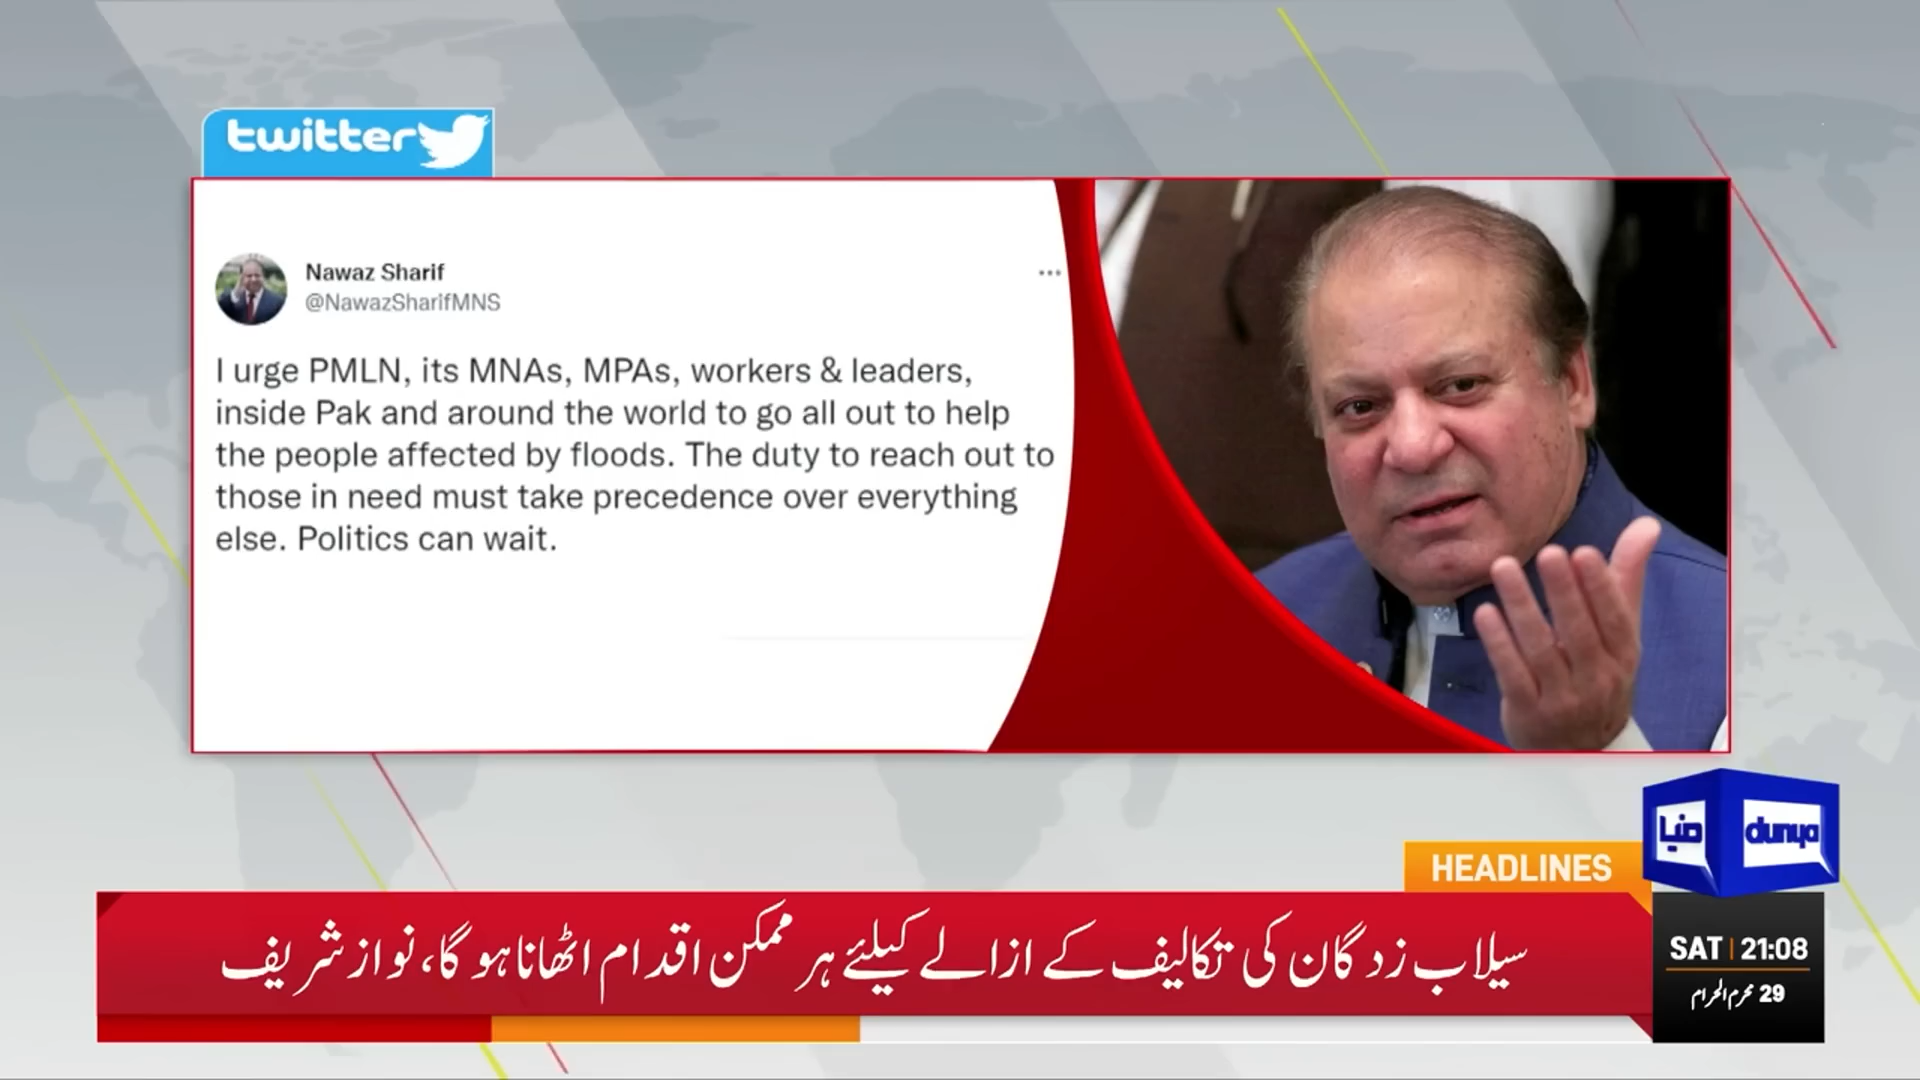 twitter
Nawaz Sharif
@NawazSharifMNS
I urge PMLN, its MNAs, MPAs, workers & leaders,
inside Pak and around the world to go all out to help
the people affected by floods. The duty to reach out to
those in need must take precedence over everything
else. Politics can wait.
دنیا
dunya
HEADLINES
سیلاب زدگان کی تکالیف کے ازالے کیلئے ہر ممکن اقدام اٹھانا ہو گا، نواز شریف
SAT | 21:08
29 محرم الحرام